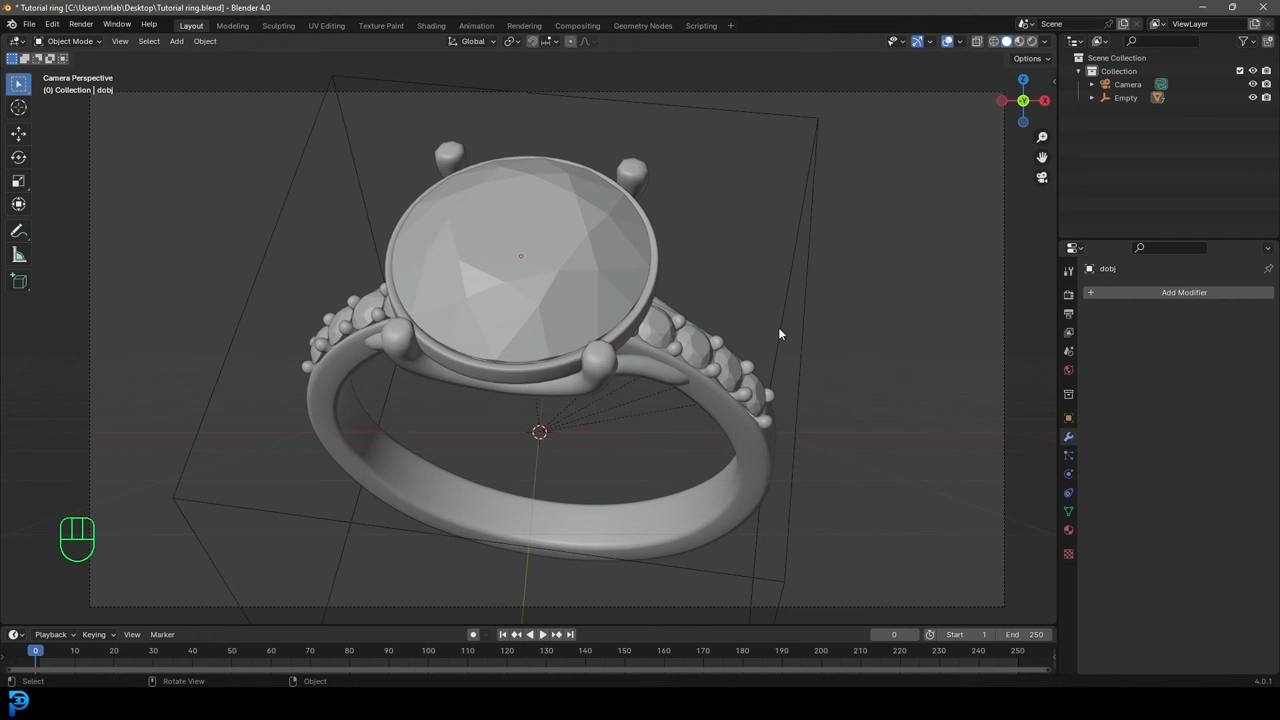 * Tutorial ring [C:\Users\mrlab\Desktop\Tutorial ring.blend] - Blender 4.0
File Edit Render Window Help Layout Modeling Sculpting UV Editing Texture Paint Shading Animation Rendering Compositing Geometry Nodes Scripting + Scene ViewLayer
Object Mode View Select Add Object Global
Options
Camera Perspective
(0) Collection | dobj
Z
-Y
X
Scene Collection
Collection
Camera
Empty
dobj
+ Add Modifier
Playback Keying View Marker 0 Start 1 End 250
0 10 20 30 40 50 60 70 80 90 100 110 120 130 140 150 160 170 180 190 200 210 220 230 240 250
Select Rotate View Object 4.0.1